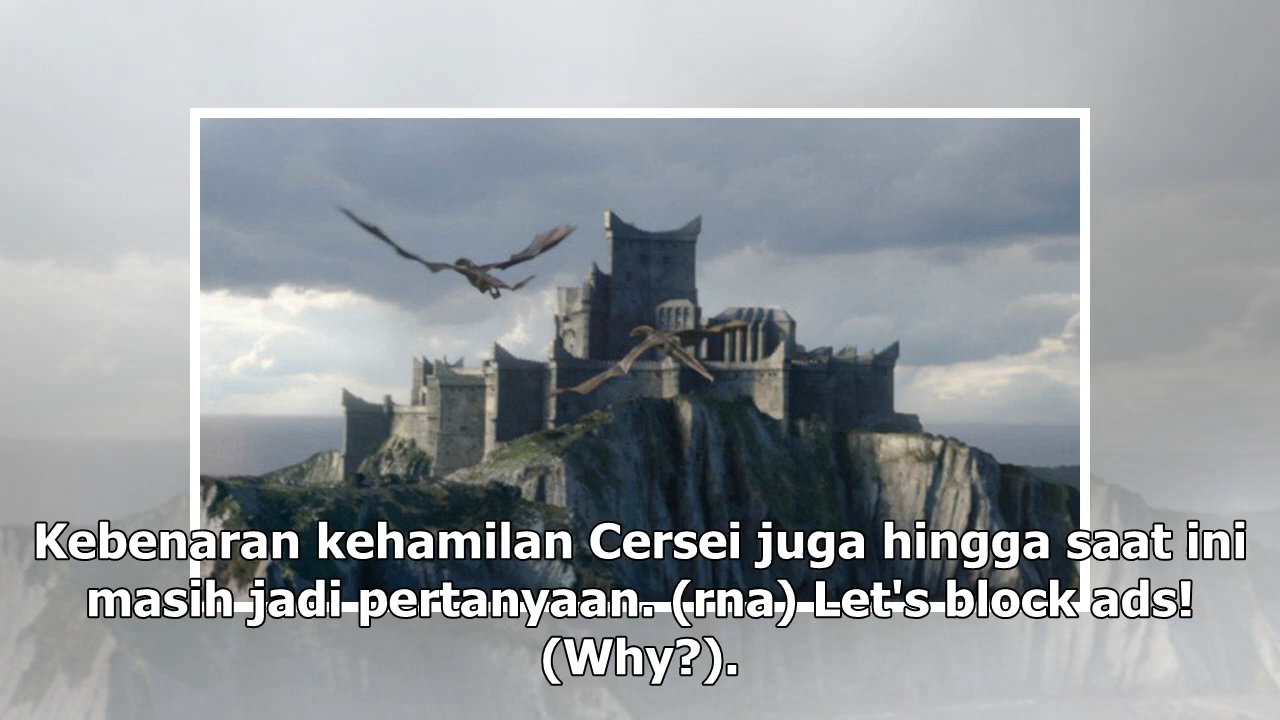 Kebenaran kehamilan Cersei juga hingga saat ini
masih jadi pertanyaan. (rna) Let's block ads!
(Why?).